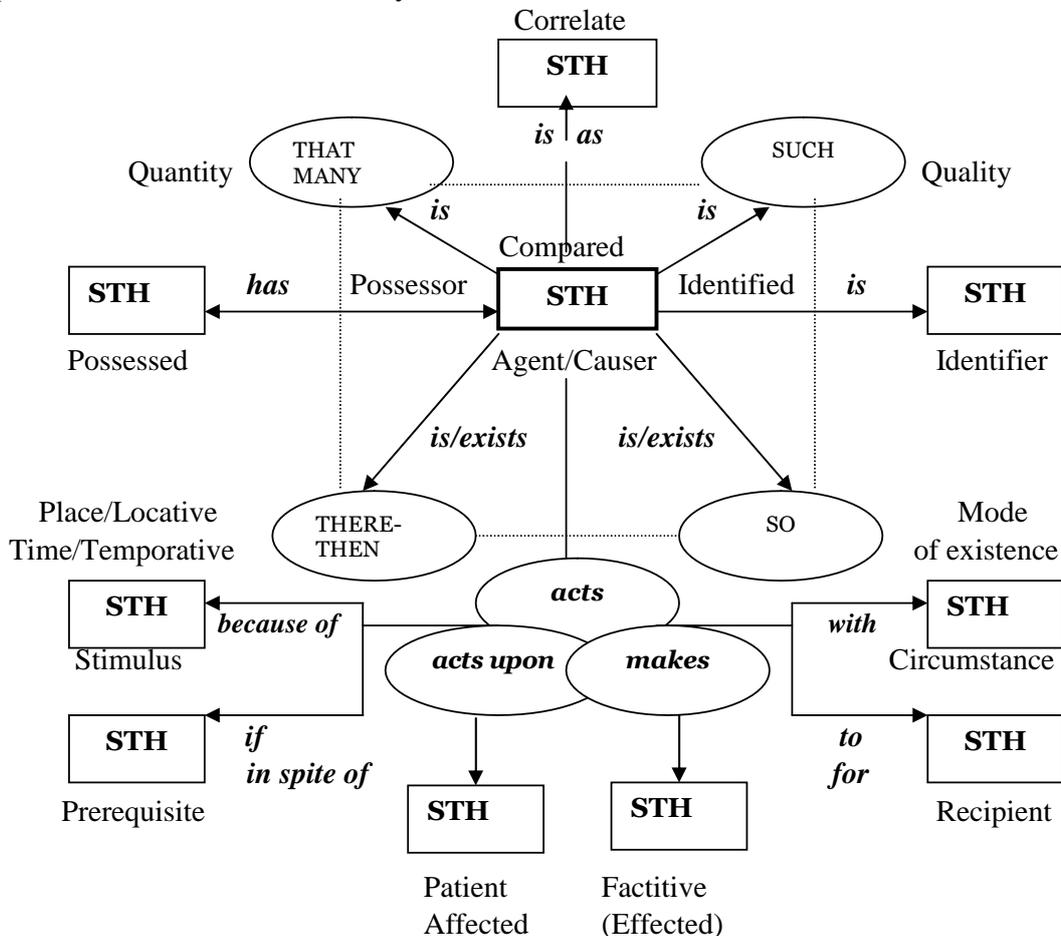 Correlate
STH
is as
THAT
MANY
SUCH
Quantity
Quality
is
is
Compared
STH
has
Possessor
STH
Identified
is
STH
Possessed
Agent/Causer
Identifier
is/exists
is/exists
Place/Locative
Time/Temporative
THERE-
THEN
SO
Mode
of existence
STH
because of
acts
with
STH
Stimulus
acts upon
makes
Circumstance
STH
if
in spite of
to
for
STH
Prerequisite
Recipient
STH
STH
Patient
Affected
Factitive
(Effected)